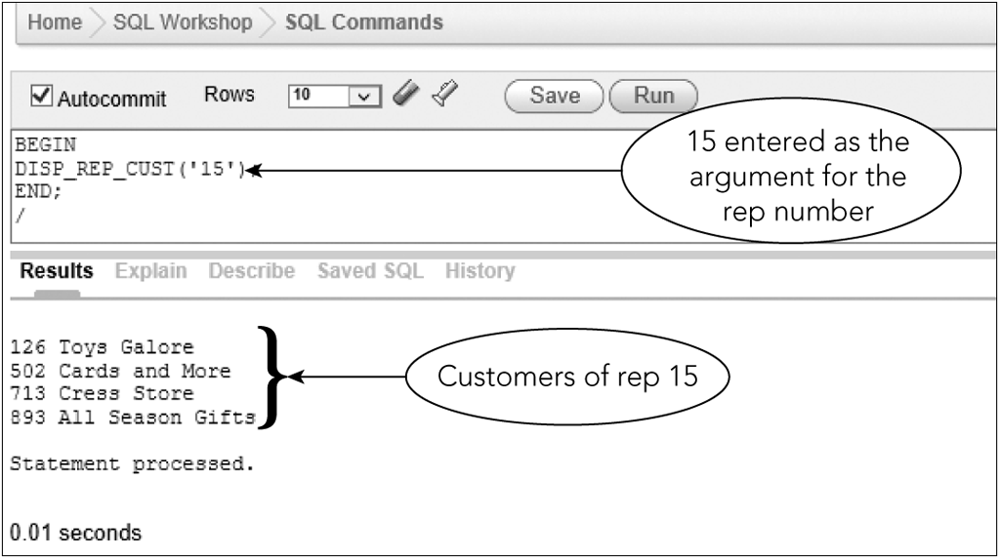 Home SQL Workshop SQL Commands
Autocommit Rows 10 Save Run
BEGIN
DISP_REP_CUST('15')
END;
/
15 entered as the
argument for the
rep number
Results Explain Describe Saved SQL History
126 Toys Galore
502 Cards and More
713 Cress Store
893 All Season Gifts
Customers of rep 15
Statement processed.
0.01 seconds